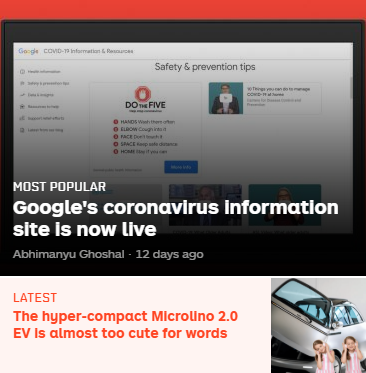 Google COVID-19 Information & Resources
Safety & prevention tips
Health information
Safety & prevention tips
Data & insights
Resources to help
Support relief efforts
Latest from our blog
DO THE FIVE
Help stop coronavirus
1 HANDS Wash them often
2 ELBOW Cough into it
3 FACE Don't touch it
4 SPACE Keep safe distance
5 HOME Stay if you can
More info
10 Things you can do to manage
COVID-19 at home
Centers for Disease Control and
Prevention
MOST POPULAR
Google's coronavirus information
site is now live
Abhimanyu Ghoshal · 12 days ago
LATEST
The hyper-compact Microlino 2.0
EV is almost too cute for words